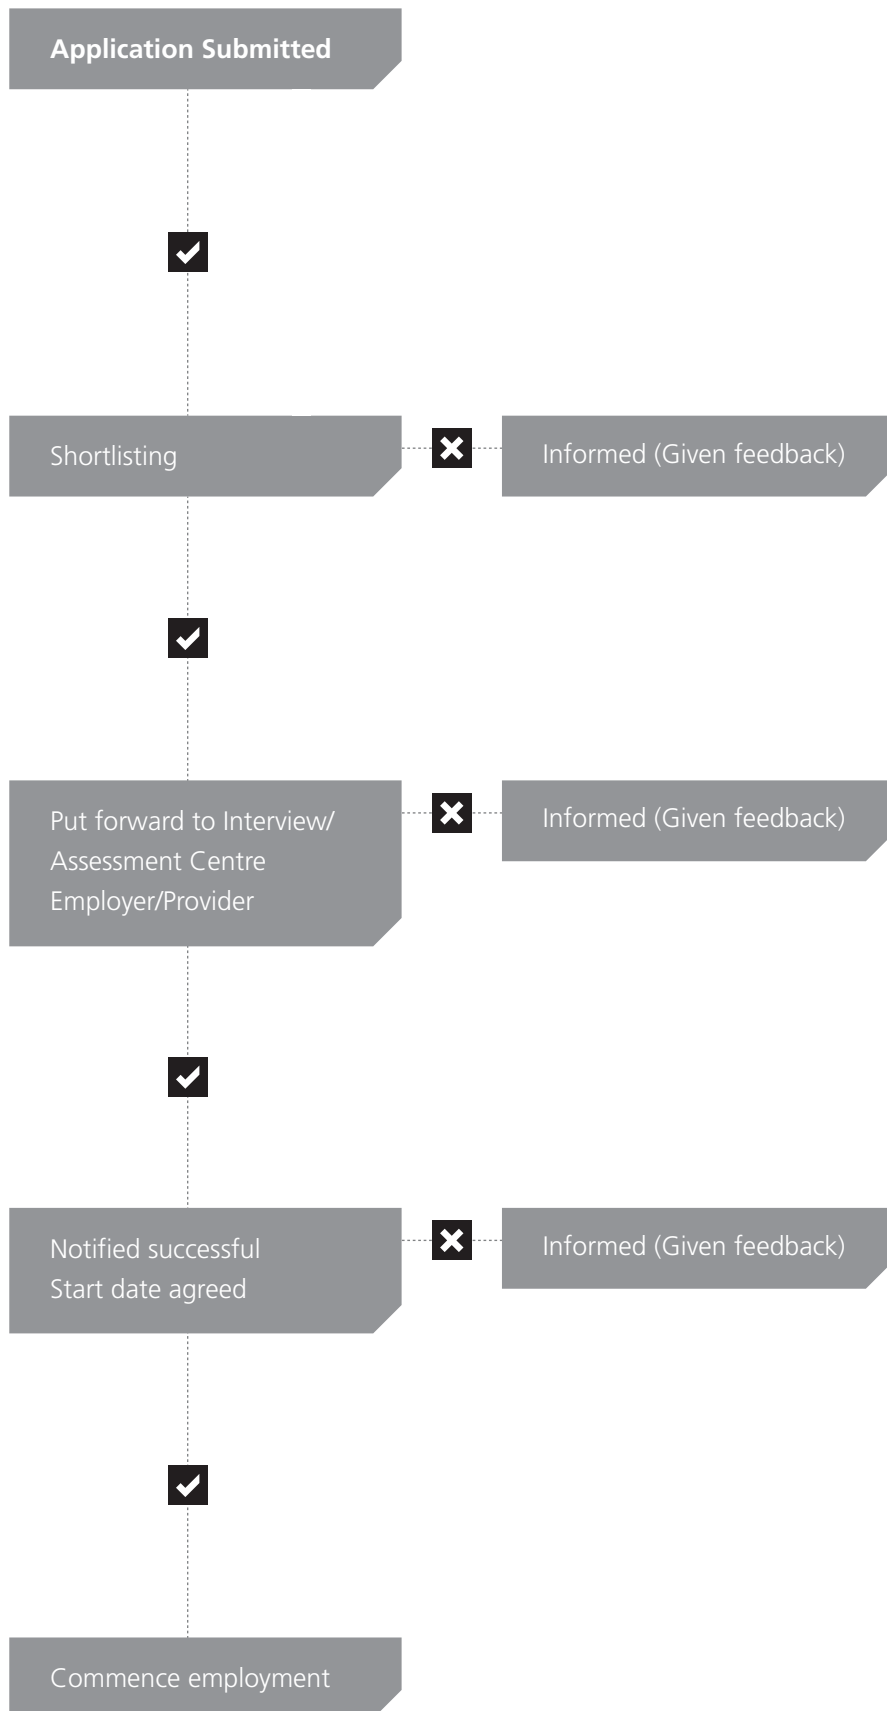 Application Submitted
Shortlisting
Informed (Given feedback)
Put forward to Interview/
Assessment Centre
Employer/Provider
Informed (Given feedback)
Notified successful
Start date agreed
Informed (Given feedback)
Commence employment